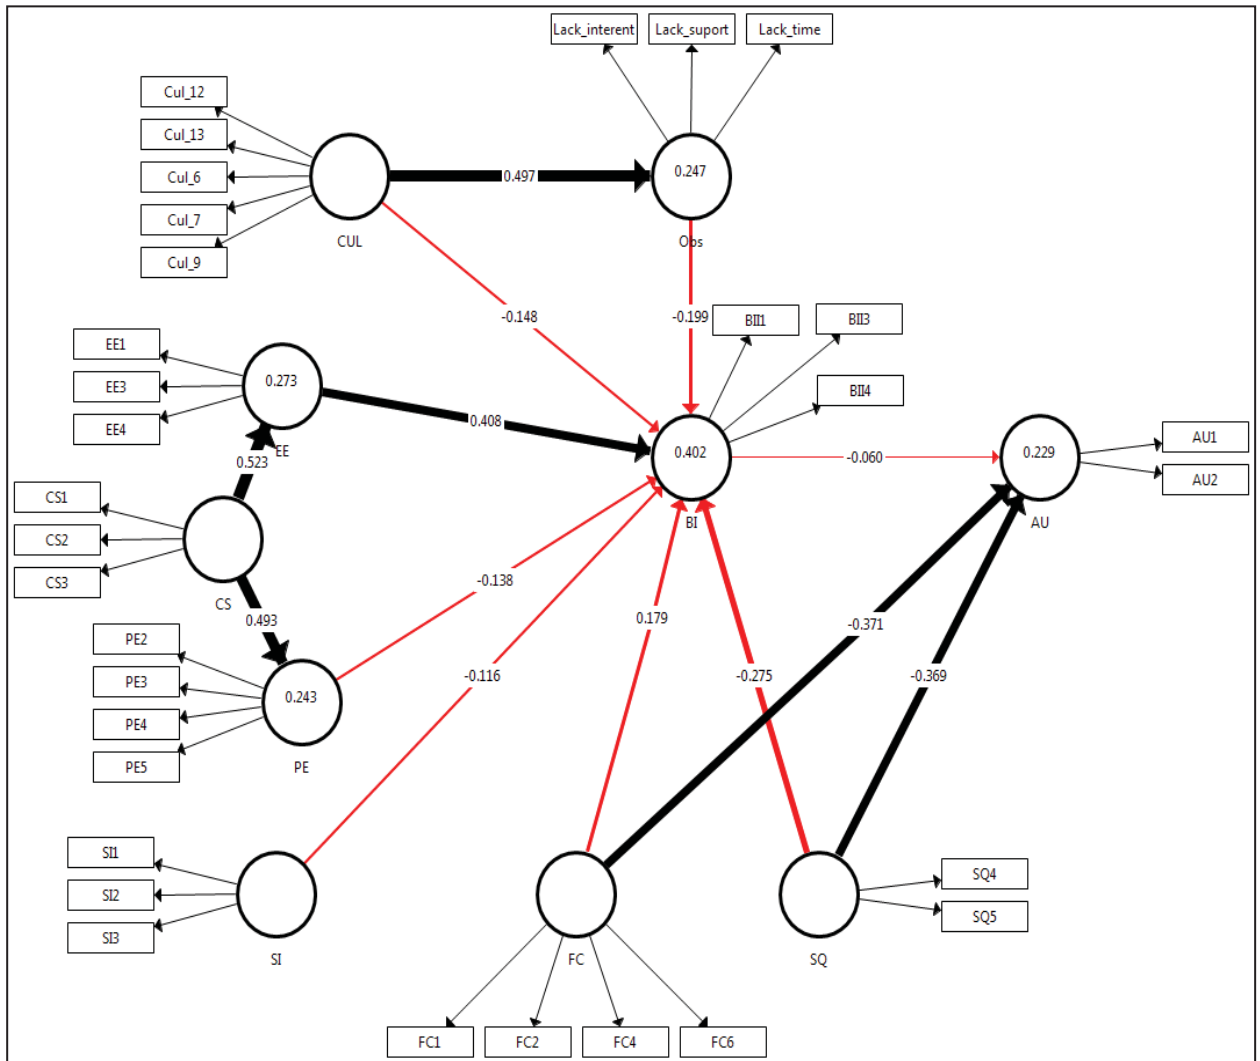 Lack_interent
Lack_suport
Lack_time
Cul_12
Cul_13
Cul_6
Cul_7
Cul_9
0.497
0.247
CUL
Obs
-0.148
-0.199
BII1
BII3
BII4
EE1
EE3
EE4
0.273
EE
0.408
0.402
BI
-0.060
0.229
AU
AU1
AU2
0.523
CS1
CS2
CS3
CS
0.493
-0.138
PE2
PE3
PE4
PE5
0.243
PE
-0.116
0.179
-0.371
-0.275
-0.369
SI1
SI2
SI3
SI
FC
SQ
SQ4
SQ5
FC1
FC2
FC4
FC6